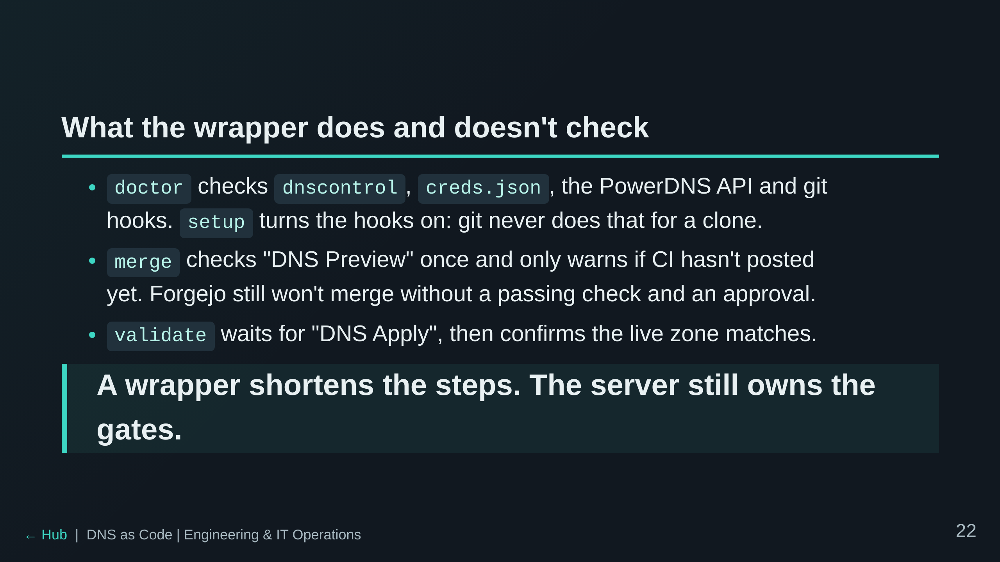 What the wrapper does and doesn't check
• doctor checks dnscontrol, creds.json, the PowerDNS API and git
hooks. setup turns the hooks on: git never does that for a clone.
• merge checks "DNS Preview" once and only warns if CI hasn't posted
yet. Forgejo still won't merge without a passing check and an approval.
• validate waits for "DNS Apply", then confirms the live zone matches.
A wrapper shortens the steps. The server still owns the
gates.
← Hub | DNS as Code | Engineering & IT Operations
22